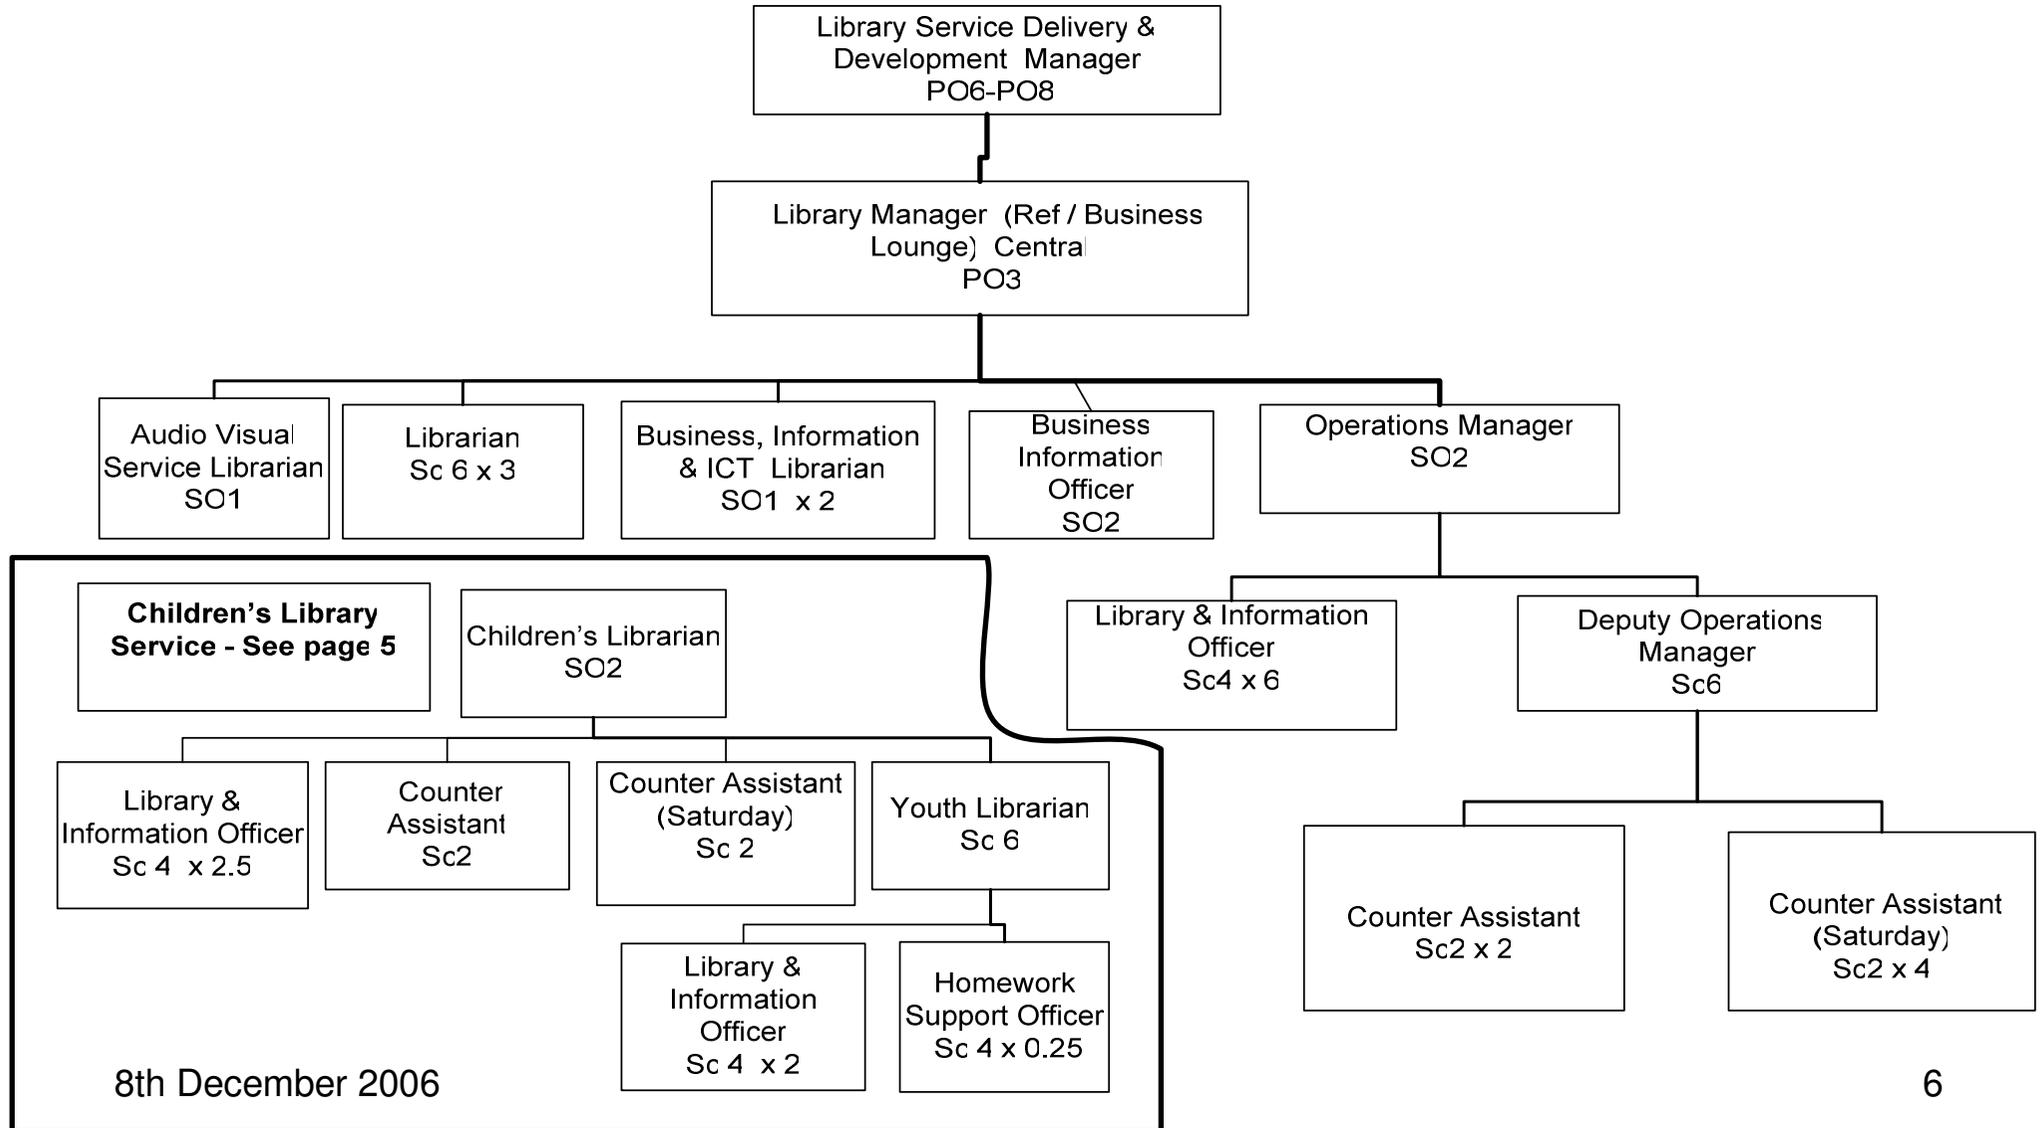 Library Service Delivery &
Development Manager
PO6-PO8
Library Manager (Ref / Business
Lounge) Central
PO3
Audio Visual
Service Librarian
SO1
Librarian
Sc 6 x 3
Business, Information
& ICT Librarian
SO1 x 2
Business
Information
Officer
SO2
Operations Manager
SO2
Children's Library
Service - See page 5
Children's Librarian
SO2
Library & Information
Officer
Sc4 x 6
Deputy Operations
Manager
Sc6
Library &
Information Officer
Sc 4 x 2.5
Counter
Assistant
Sc2
Counter Assistant
(Saturday)
Sc 2
Youth Librarian
Sc 6
Library &
Information
Officer
Sc 4 x 2
Homework
Support Officer
Sc 4 x 0.25
Counter Assistant
Sc2 x 2
Counter Assistant
(Saturday)
Sc2 x 4
8th December 2006
6